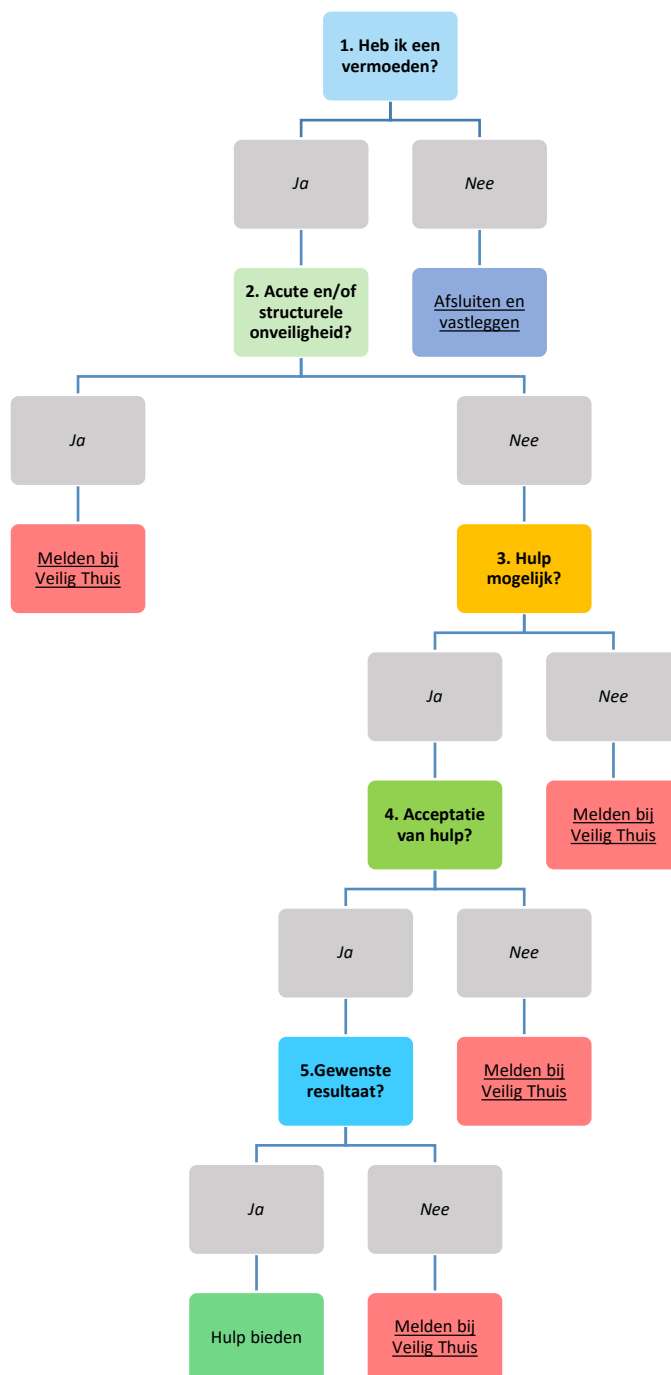 1. Heb ik een
vermoeden?
Ja
Nee
2. Acute en/of
structurele
onveiligheid?
Afsluiten en
vastleggen
Ja
Nee
Melden bij
Veilig Thuis
3. Hulp
mogelijk?
Ja
Nee
4. Acceptatie
van hulp?
Melden bij
Veilig Thuis
Ja
Nee
5.Gewenste
resultaat?
Melden bij
Veilig Thuis
Ja
Nee
Hulp bieden
Melden bij
Veilig Thuis